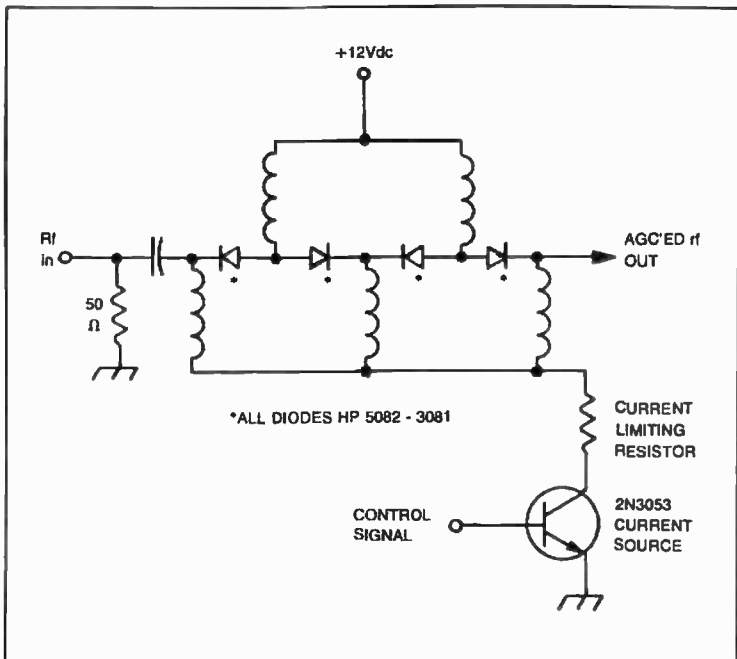 +12Vdc
Rf
in
50
Ω
*
*
*
*
AGC'ED rf
OUT
*ALL DIODES HP 5082 - 3081
CURRENT
LIMITING
RESISTOR
CONTROL
SIGNAL
2N3053
CURRENT
SOURCE